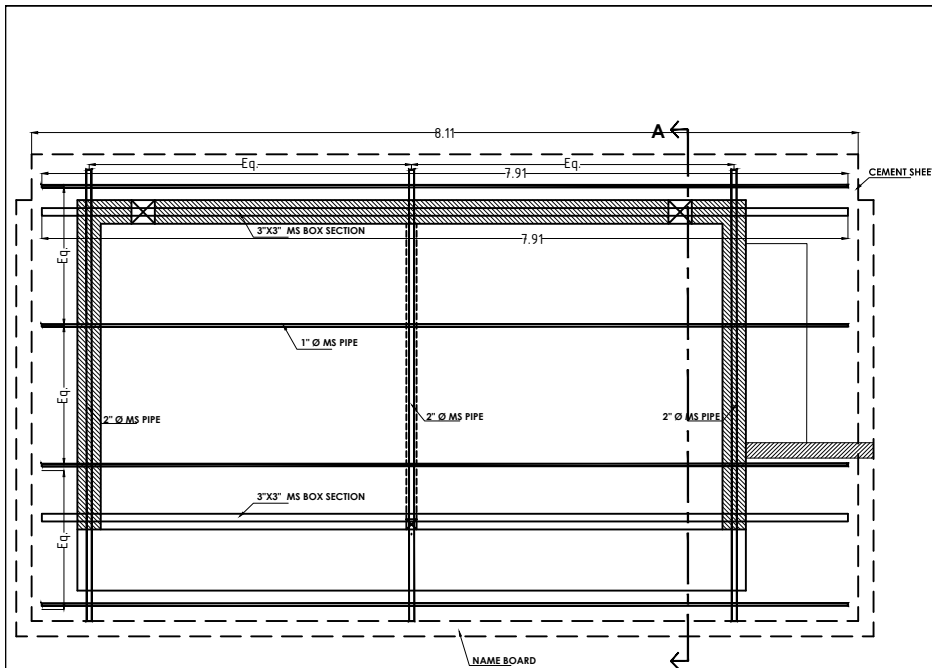 8.11
A
Eq.
Eq.
7.91
CEMENT SHEET
3"X3" MS BOX SECTION
7.91
Eq.
1" Ø MS PIPE
Eq.
2" Ø MS PIPE
2" Ø MS PIPE
2" Ø MS PIPE
3"X3" MS BOX SECTION
Eq.
NAME BOARD